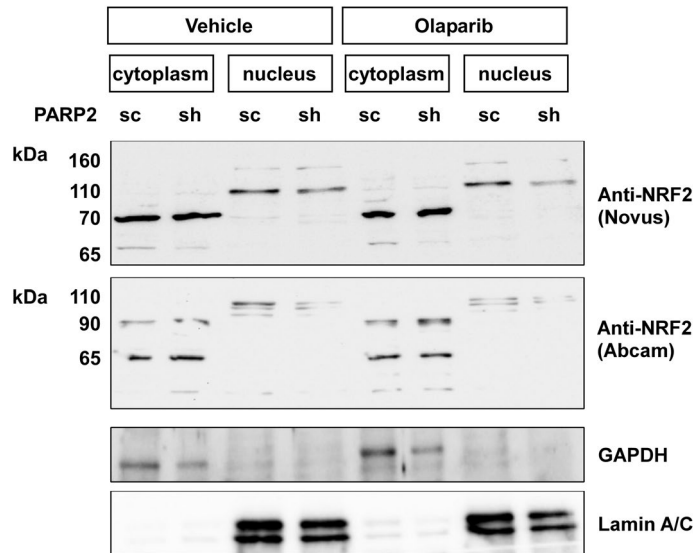 Vehicle Olaparib
cytoplasm nucleus cytoplasm nucleus
PARP2 sc sh sc sh sc sh sc sh
kDa 160
110
70
65
Anti-NRF2
(Novus)
kDa 110
90
65
Anti-NRF2
(Abcam)
GAPDH
Lamin A/C